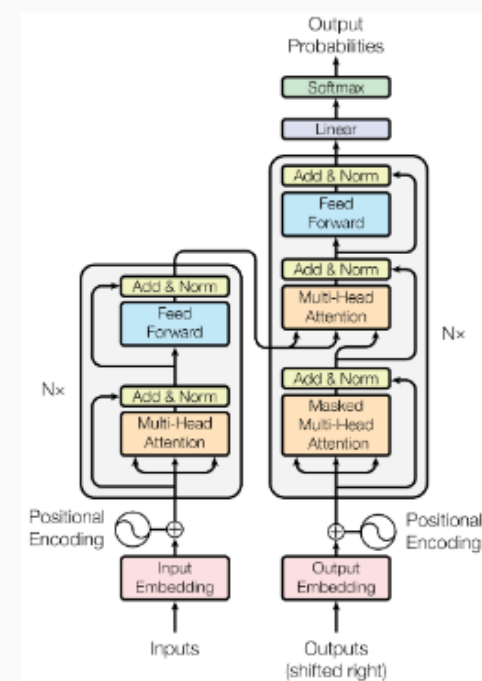 Output
Probabilities
Softmax
Linear
Add & Norm
Feed
Forward
Add & Norm
Multi-Head
Attention
Add & Norm
Masked
Multi-Head
Attention
Nx
Add & Norm
Feed
Forward
Add & Norm
Multi-Head
Attention
N×
Positional
Encoding
Positional
Encoding
Input
Embedding
Output
Embedding
Inputs
Outputs
(shifted right)